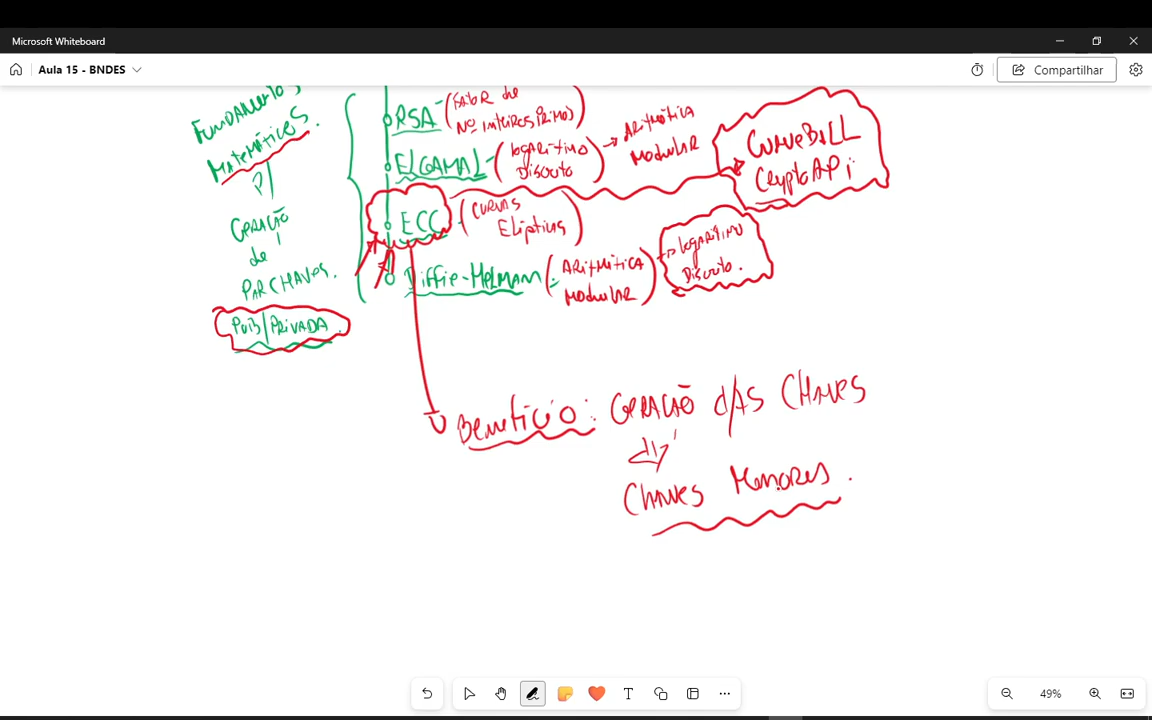 Microsoft Whiteboard
Aula 15 - BNDES
Compartilhar
Fundamentos
Matemáticos.
P/
Geração
de
Par chaves.
Pub/Privada
RSA - (Fator de
Nº inteiros primos)
ELGAMAL - (logaritmo
Discreto)
Aritmética
Modular
CurveBall
CryptoAPI
ECC (Curvas
Elípticas)
Diffie-Helman (Aritmética
Modular)
logaritmo
Discreto.
Benefício: Geração das chaves
Chaves Menores.
T
49%